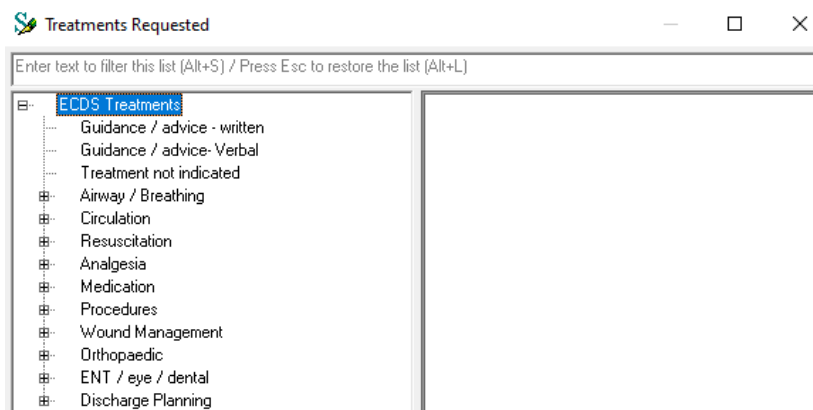 Treatments Requested
Enter text to filter this list (Alt+S) / Press Esc to restore the list (Alt+L)
ECDS Treatments
Guidance / advice - written
Guidance / advice- Verbal
Treatment not indicated
Airway / Breathing
Circulation
Resuscitation
Analgesia
Medication
Procedures
Wound Management
Orthopaedic
ENT / eye / dental
Discharge Planning